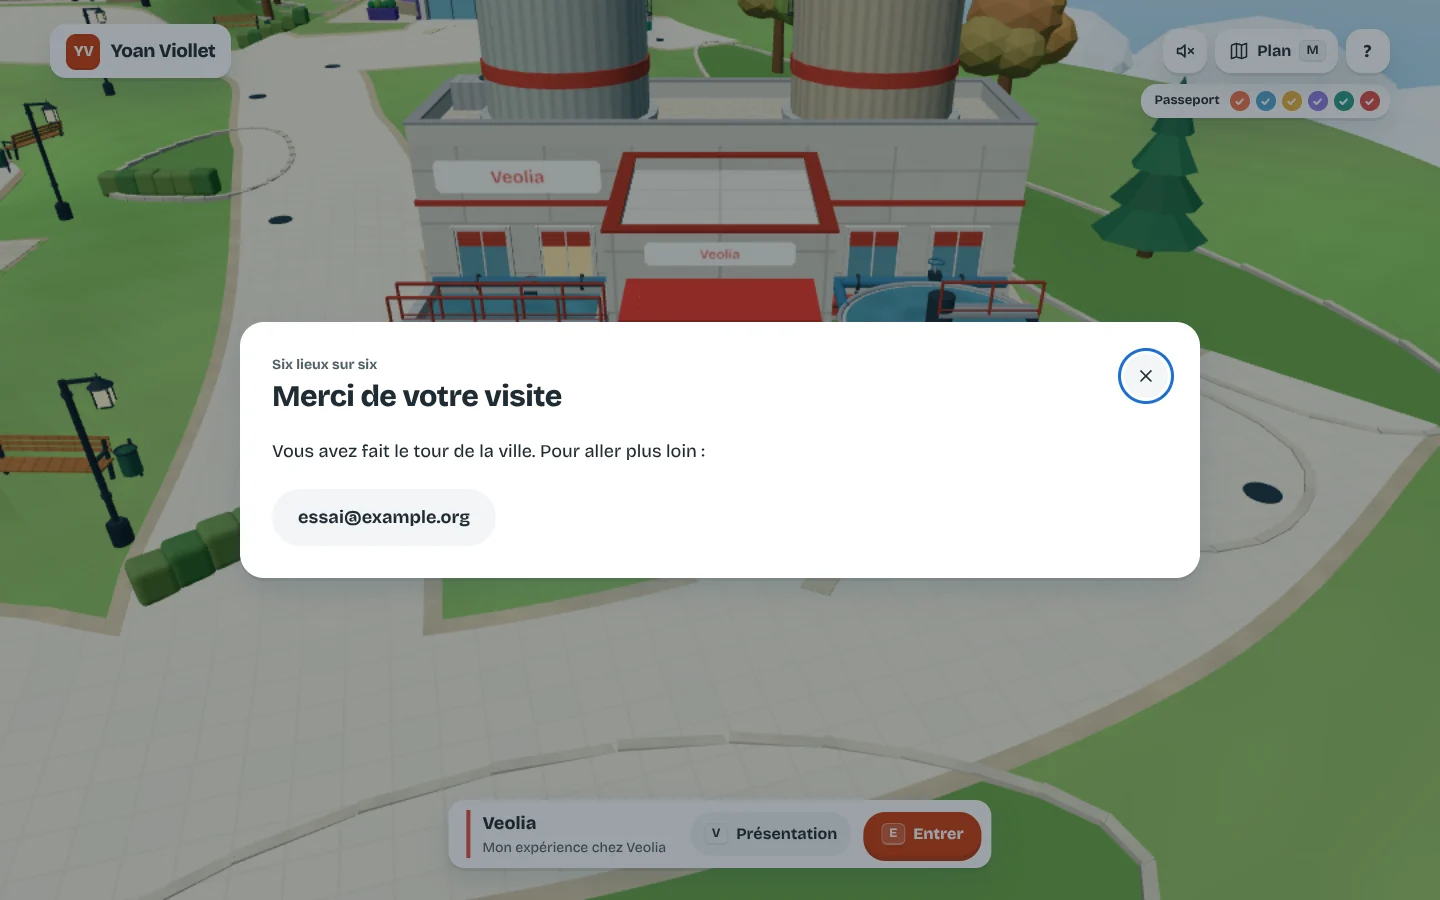 YV Yoan Viollet
Plan M ?
Passeport
Veolia
Veolia
Six lieux sur six
Merci de votre visite
Vous avez fait le tour de la ville. Pour aller plus loin :
essai@example.org
Veolia
Mon expérience chez Veolia
V Présentation
E Entrer